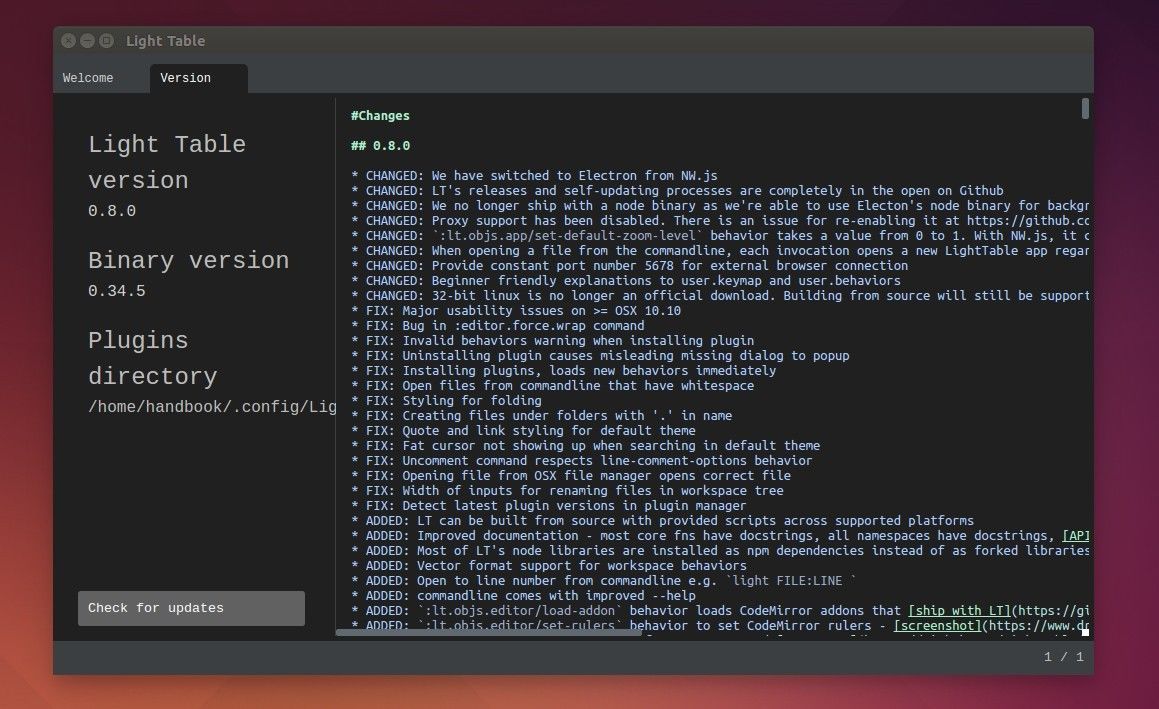 Light Table
Welcome
Version
Light Table
version
0.8.0
Binary version
0.34.5
Plugins
directory
/home/handbook/.config/Lig
Check for updates
#Changes
## 0.8.0
* CHANGED: We have switched to Electron from NW.js
* CHANGED: LT's releases and self-updating processes are completely in the open on Github
* CHANGED: We no longer ship with a node binary as we're able to use Electon's node binary for backgr
* CHANGED: Proxy support has been disabled. There is an issue for re-enabling it at https://github.co
* CHANGED: `:lt.objs.app/set-default-zoom-level` behavior takes a value from 0 to 1. With NW.js, it c
* CHANGED: When opening a file from the commandline, each invocation opens a new LightTable app regar
* CHANGED: Provide constant port number 5678 for external browser connection
* CHANGED: Beginner friendly explanations to user.keymap and user.behaviors
* CHANGED: 32-bit linux is no longer an official download. Building from source will still be support
* FIX: Major usability issues on >= OSX 10.10
* FIX: Bug in :editor.force.wrap command
* FIX: Invalid behaviors warning when installing plugin
* FIX: Uninstalling plugin causes misleading missing dialog to popup
* FIX: Installing plugins, loads new behaviors immediately
* FIX: Open files from commandline that have whitespace
* FIX: Styling for folding
* FIX: Creating files under folders with '.' in name
* FIX: Quote and link styling for default theme
* FIX: Fat cursor not showing up when searching in default theme
* FIX: Uncomment command respects line-comment-options behavior
* FIX: Opening file from OSX file manager opens correct file
* FIX: Width of inputs for renaming files in workspace tree
* FIX: Detect latest plugin versions in plugin manager
* ADDED: LT can be built from source with provided scripts across supported platforms
* ADDED: Improved documentation - most core fns have docstrings, all namespaces have docstrings, [API
* ADDED: Most of LT's node libraries are installed as npm dependencies instead of as forked libraries
* ADDED: Vector format support for workspace behaviors
* ADDED: Open to line number from commandline e.g. `light FILE:LINE `
* ADDED: commandline comes with improved --help
* ADDED: `:lt.objs.editor/load-addon` behavior loads CodeMirror addons that [ship with LT](https://gi
* ADDED: `:lt.objs.editor/set-rulers` behavior to set CodeMirror rulers - [screenshot](https://www.dr
1 / 1